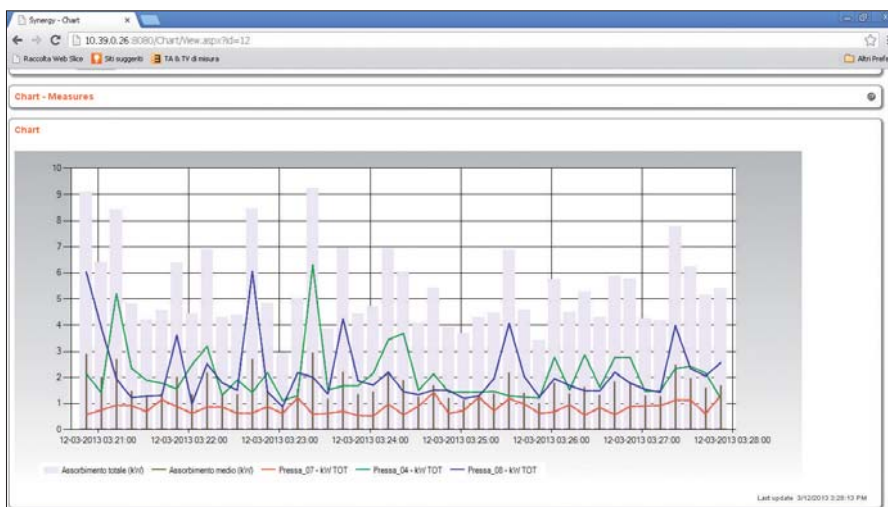 Synergy - Chart
10.39.0.26:8080/Chart/View.aspx?id=12
Raccolta Web Slice
Siti suggeriti
TA & TV di misura
Altri Prefe
Chart - Measures
Chart
10
9
8
7
6
5
4
3
2
1
0
12-03-2013 03:21:00 12-03-2013 03:22:00 12-03-2013 03:23:00 12-03-2013 03:24:00 12-03-2013 03:25:00 12-03-2013 03:26:00 12-03-2013 03:27:00 12-03-2013 03:28:00
Assorbimento totale (kW) Assorbimento medio (kW) Pressa_07 - kW TOT Pressa_04 - kW TOT Pressa_08 - kW TOT
Last update 3/12/2013 3:28:13 PM